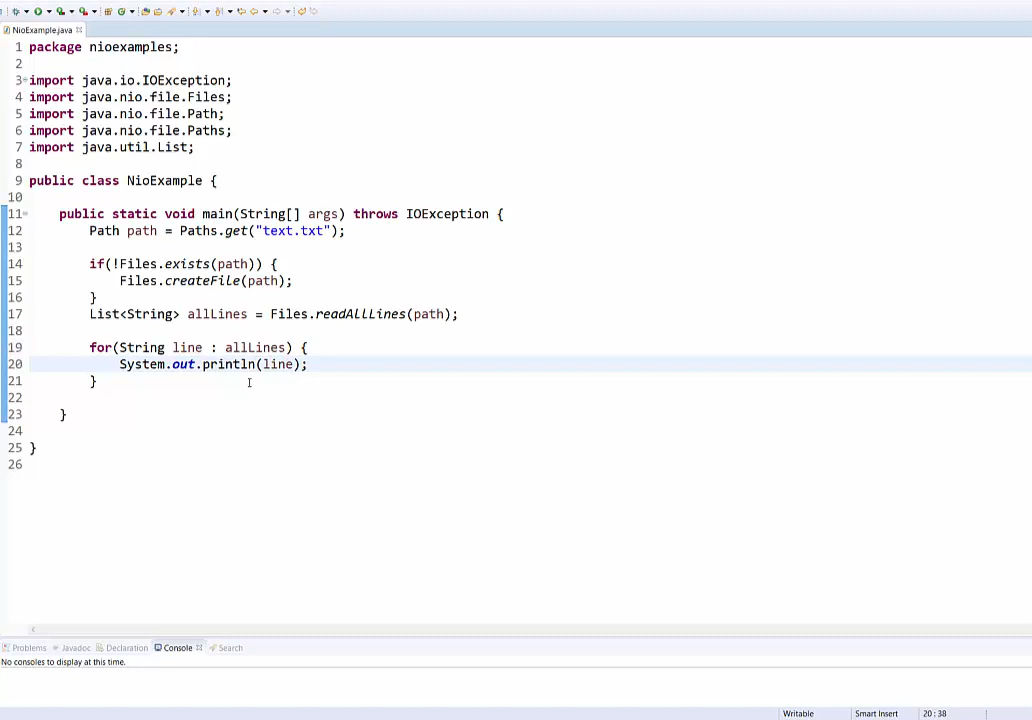 NioExample.java
1 package nioexamples;
2
3 import java.io.IOException;
4 import java.nio.file.Files;
5 import java.nio.file.Path;
6 import java.nio.file.Paths;
7 import java.util.List;
8
9 public class NioExample {
10
11 public static void main(String[] args) throws IOException {
12 Path path = Paths.get("text.txt");
13
14 if(!Files.exists(path)) {
15 Files.createFile(path);
16 }
17 List<String> allLines = Files.readAllLines(path);
18
19 for(String line : allLines) {
20 System.out.println(line);
21 }
22
23 }
24
25 }
26
Problems Javadoc Declaration Console Search
No consoles to display at this time.
Writable Smart Insert 20 : 38